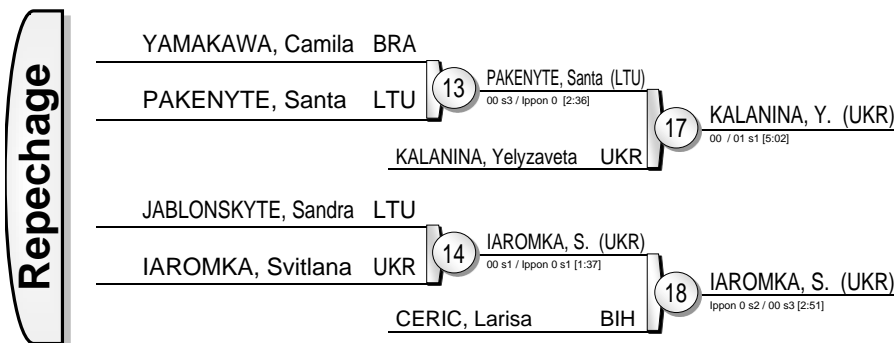 Repechage
YAMAKAWA, Camila BRA
PAKENYTE, Santa LTU
13
PAKENYTE, Santa (LTU)
00 s3 / Ippon 0 [2:36]
KALANINA, Yelyzaveta UKR
17
KALANINA, Y. (UKR)
00 / 01 s1 [5:02]
JABLONSKYTE, Sandra LTU
IAROMKA, Svitlana UKR
14
IAROMKA, S. (UKR)
00 s1 / Ippon 0 s1 [1:37]
CERIC, Larisa BIH
18
IAROMKA, S. (UKR)
Ippon 0 s2 / 00 s3 [2:51]